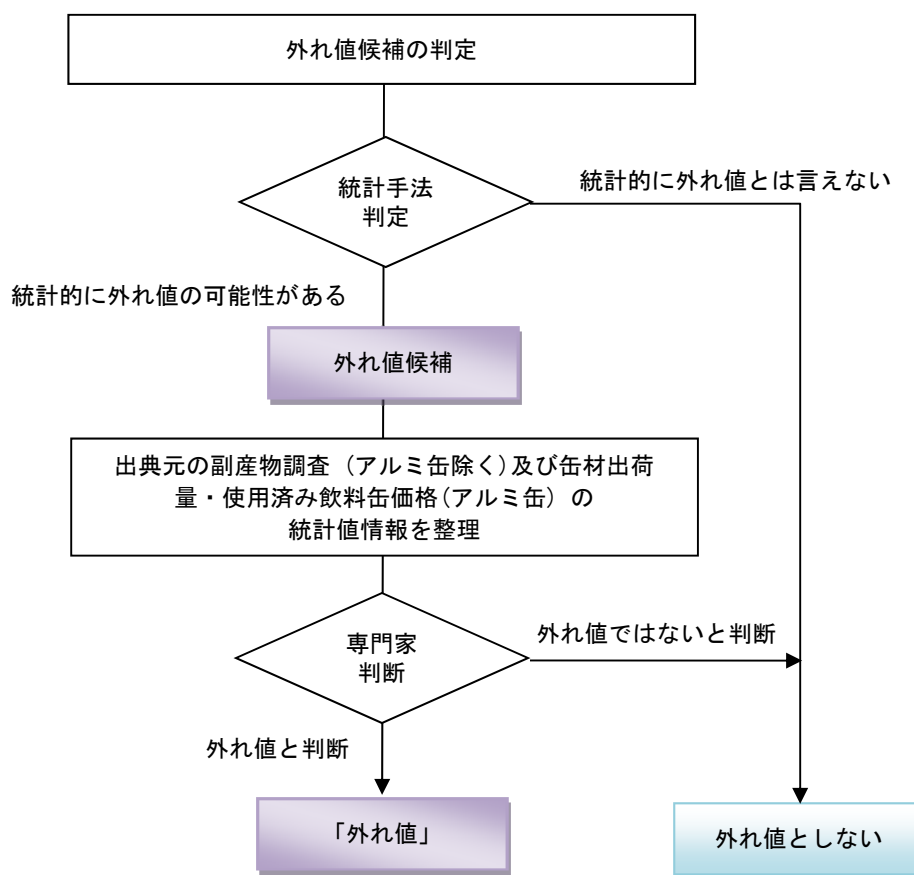 外れ値候補の判定
統計手法
判定
統計的に外れ値とは言えない
統計的に外れ値の可能性がある
外れ値候補
出典元の副産物調査（アルミ缶除く）及び缶材出荷
量・使用済み飲料缶価格（アルミ缶）の
統計値情報を整理
専門家
判断
外れ値ではないと判断
外れ値と判断
「外れ値」
外れ値としない